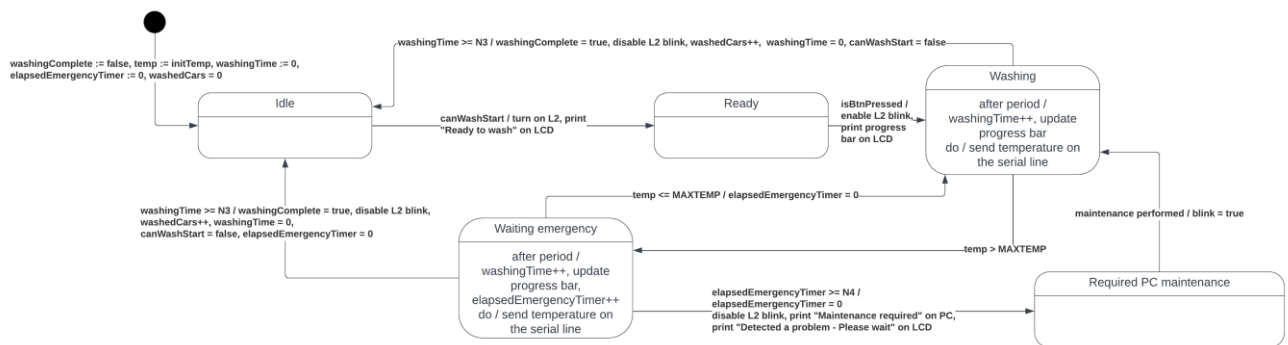 washingTime >= N3 / washingComplete = true, disable L2 blink, washedCars++,  washingTime = 0, canWashStart = false
washingComplete := false, temp := initTemp, washingTime := 0,
elapsedEmergencyTimer := 0, washedCars = 0
Idle
canWashStart / turn on L2, print
"Ready to wash" on LCD
Ready
isBtnPressed /
enable L2 blink,
print progress
bar on LCD
Washing
after period /
washingTime++, update
progress bar
do / send temperature on
the serial line
temp <= MAXTEMP / elapsedEmergencyTimer = 0
maintenance performed / blink = true
washingTime >= N3 / washingComplete = true, disable L2 blink,
washedCars++, washingTime = 0,
canWashStart = false, elapsedEmergencyTimer = 0
Waiting emergency
after period /
washingTime++, update
progress bar,
elapsedEmergencyTimer++
do / send temperature on
the serial line
temp > MAXTEMP
elapsedEmergencyTimer >= N4 /
elapsedEmergencyTimer = 0
disable L2 blink, print "Maintenance required" on PC,
print "Detected a problem - Please wait" on LCD
Required PC maintenance